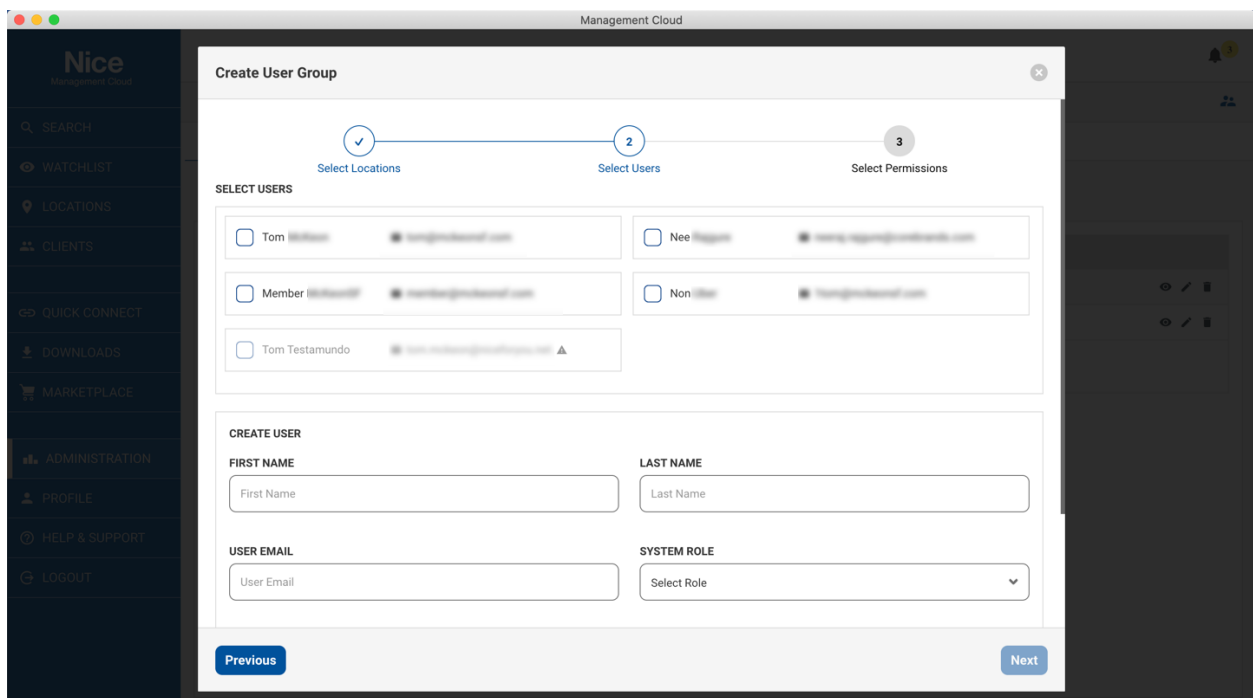 Management Cloud
Nice
Management Cloud
3
Create User Group
SEARCH
WATCHLIST
LOCATIONS
CLIENTS
QUICK CONNECT
DOWNLOADS
MARKETPLACE
ADMINISTRATION
PROFILE
HELP & SUPPORT
LOGOUT
2
3
Select Locations
Select Users
Select Permissions
SELECT USERS
Tom
Nee
Member
Non
Tom Testamundo
CREATE USER
FIRST NAME
LAST NAME
First Name
Last Name
USER EMAIL
SYSTEM ROLE
User Email
Select Role
Previous
Next